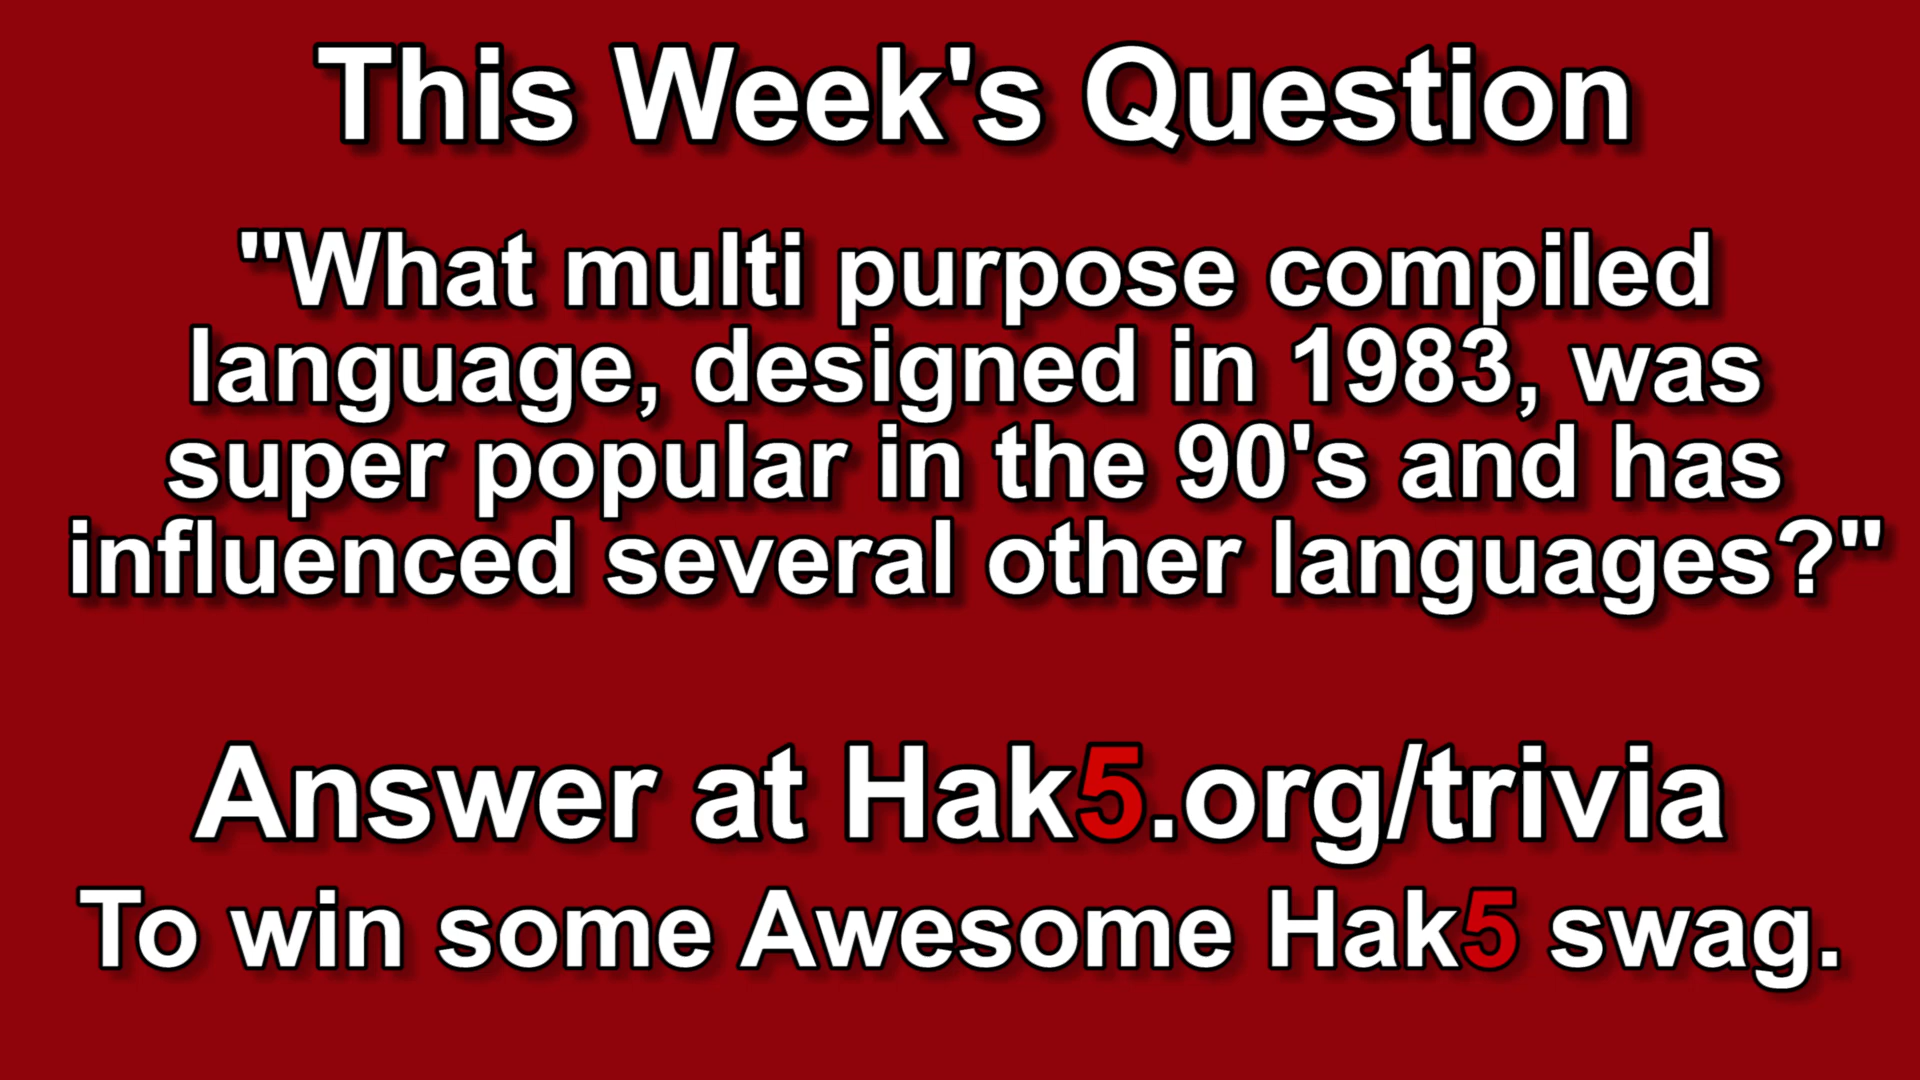 This Week's Question
"What multi purpose compiled
language, designed in 1983, was
super popular in the 90's and has
influenced several other languages?"
Answer at Hak5.org/trivia
To win some Awesome Hak5 swag.